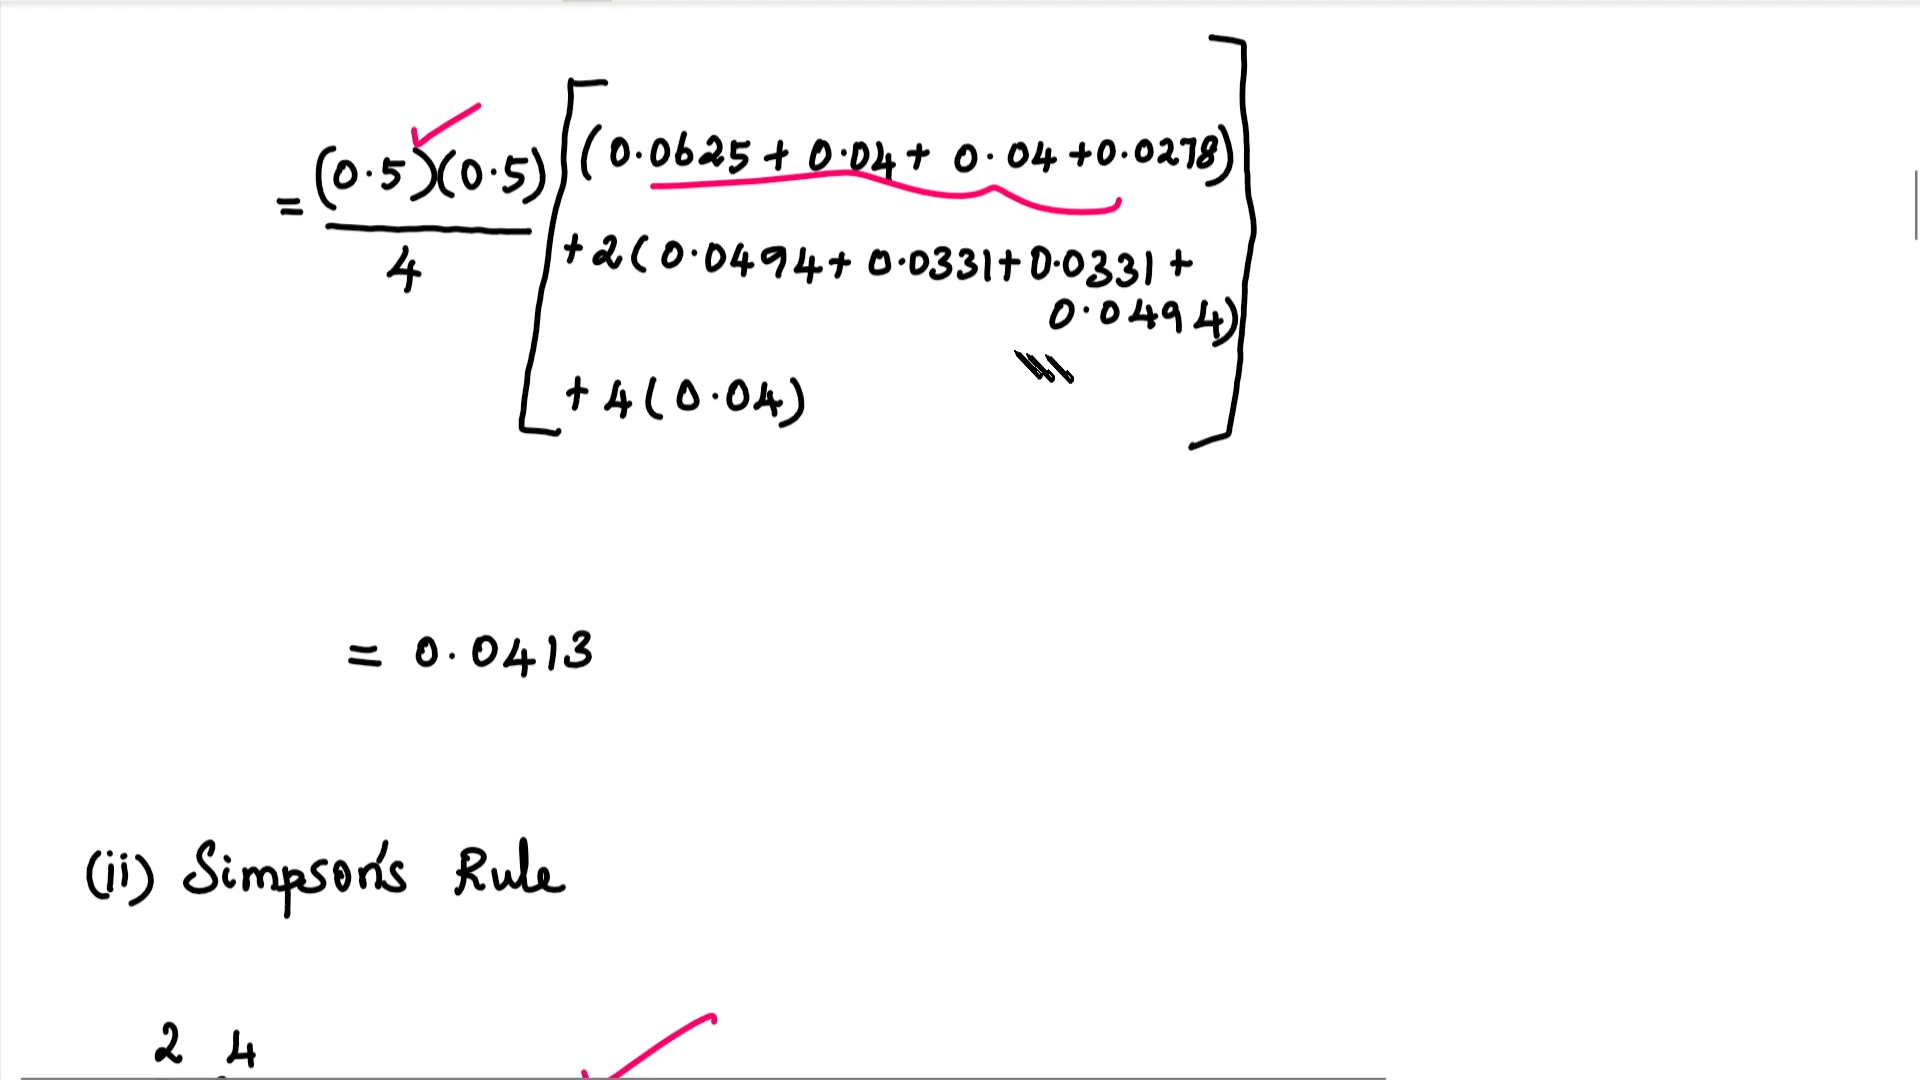 = (0.5)(0.5)/4 [(0.0625 + 0.04 + 0.04 + 0.0278)
+ 2(0.0494 + 0.0331 + 0.0331 +
0.0494)
+ 4(0.04)]
= 0.0413
(ii) Simpson's Rule
2 4